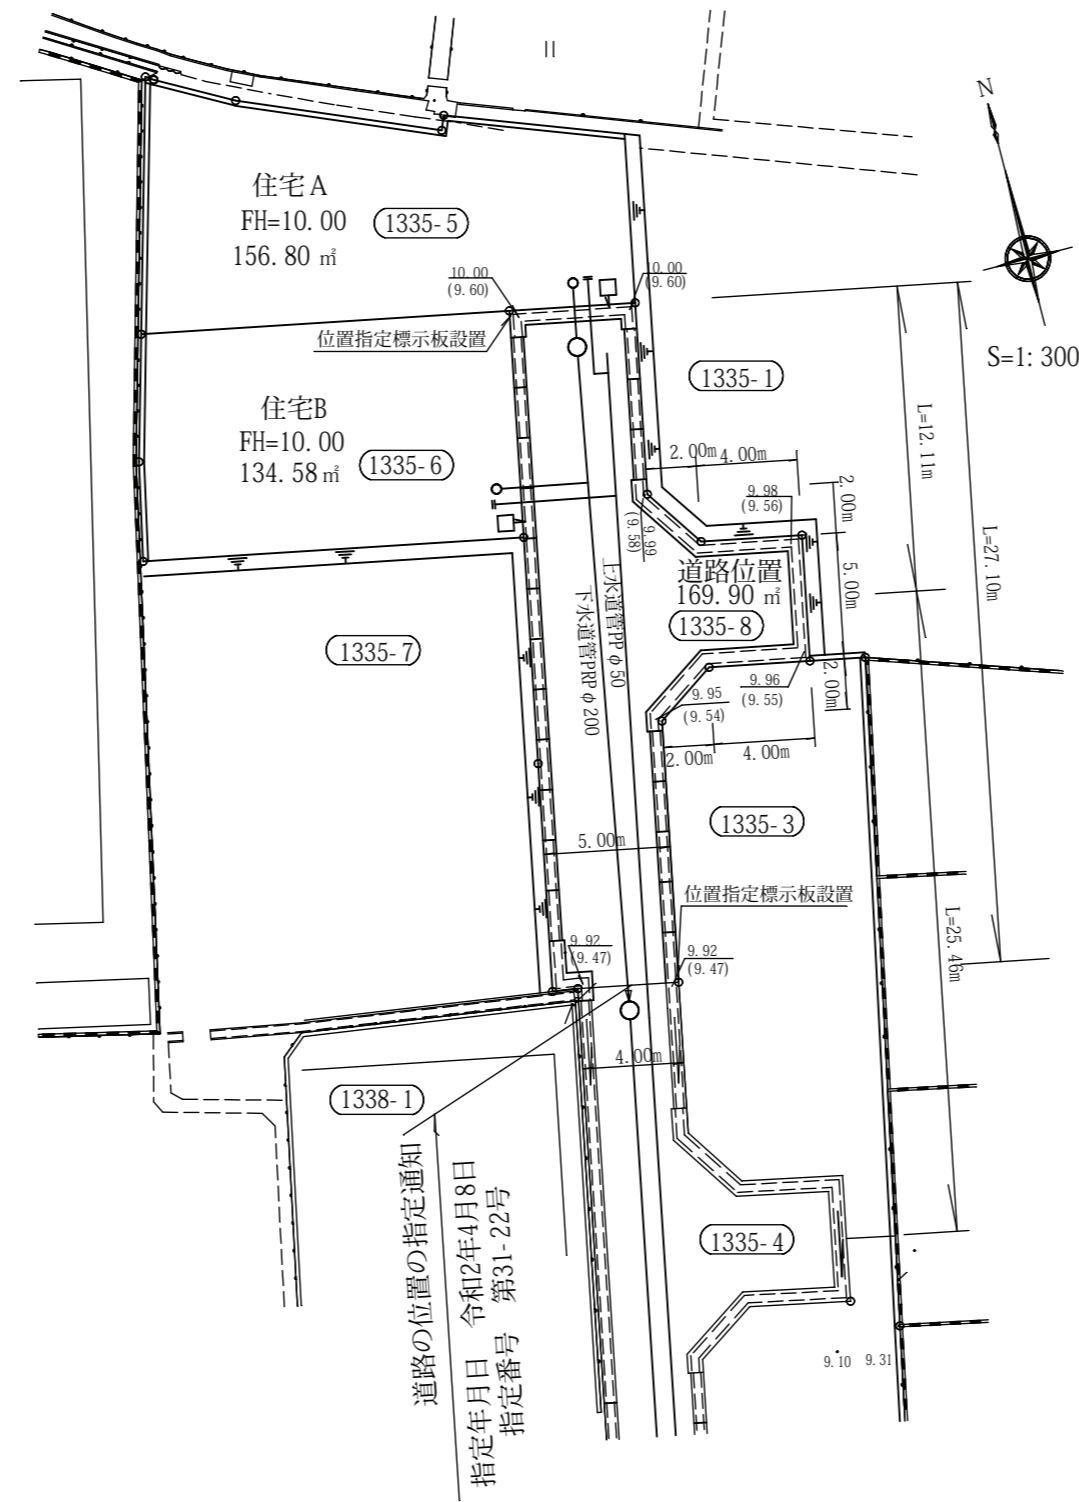 N
S=1:300
住宅A
FH=10.00
156.80㎡
1335-5
10.00
(9.60)
10.00
(9.60)
位置指定標示板設置
1335-1
住宅B
FH=10.00
134.58㎡
1335-6
L=12.11m
L=27.10m
2.00m
4.00m
2.00m
9.98
(9.56)
9.99
(9.58)
5.00m
道路位置
169.90㎡
1335-8
上水道管PPφ50
下水道管PRPφ200
1335-7
2.00m
9.96
(9.55)
9.95
(9.54)
2.00m
4.00m
1335-3
5.00m
位置指定標示板設置
L=25.46m
9.92
(9.47)
9.92
(9.47)
4.00m
1338-1
道路の位置の指定通知
指定年月日 令和2年4月8日
指定番号 第31-22号
1335-4
9.10
9.31